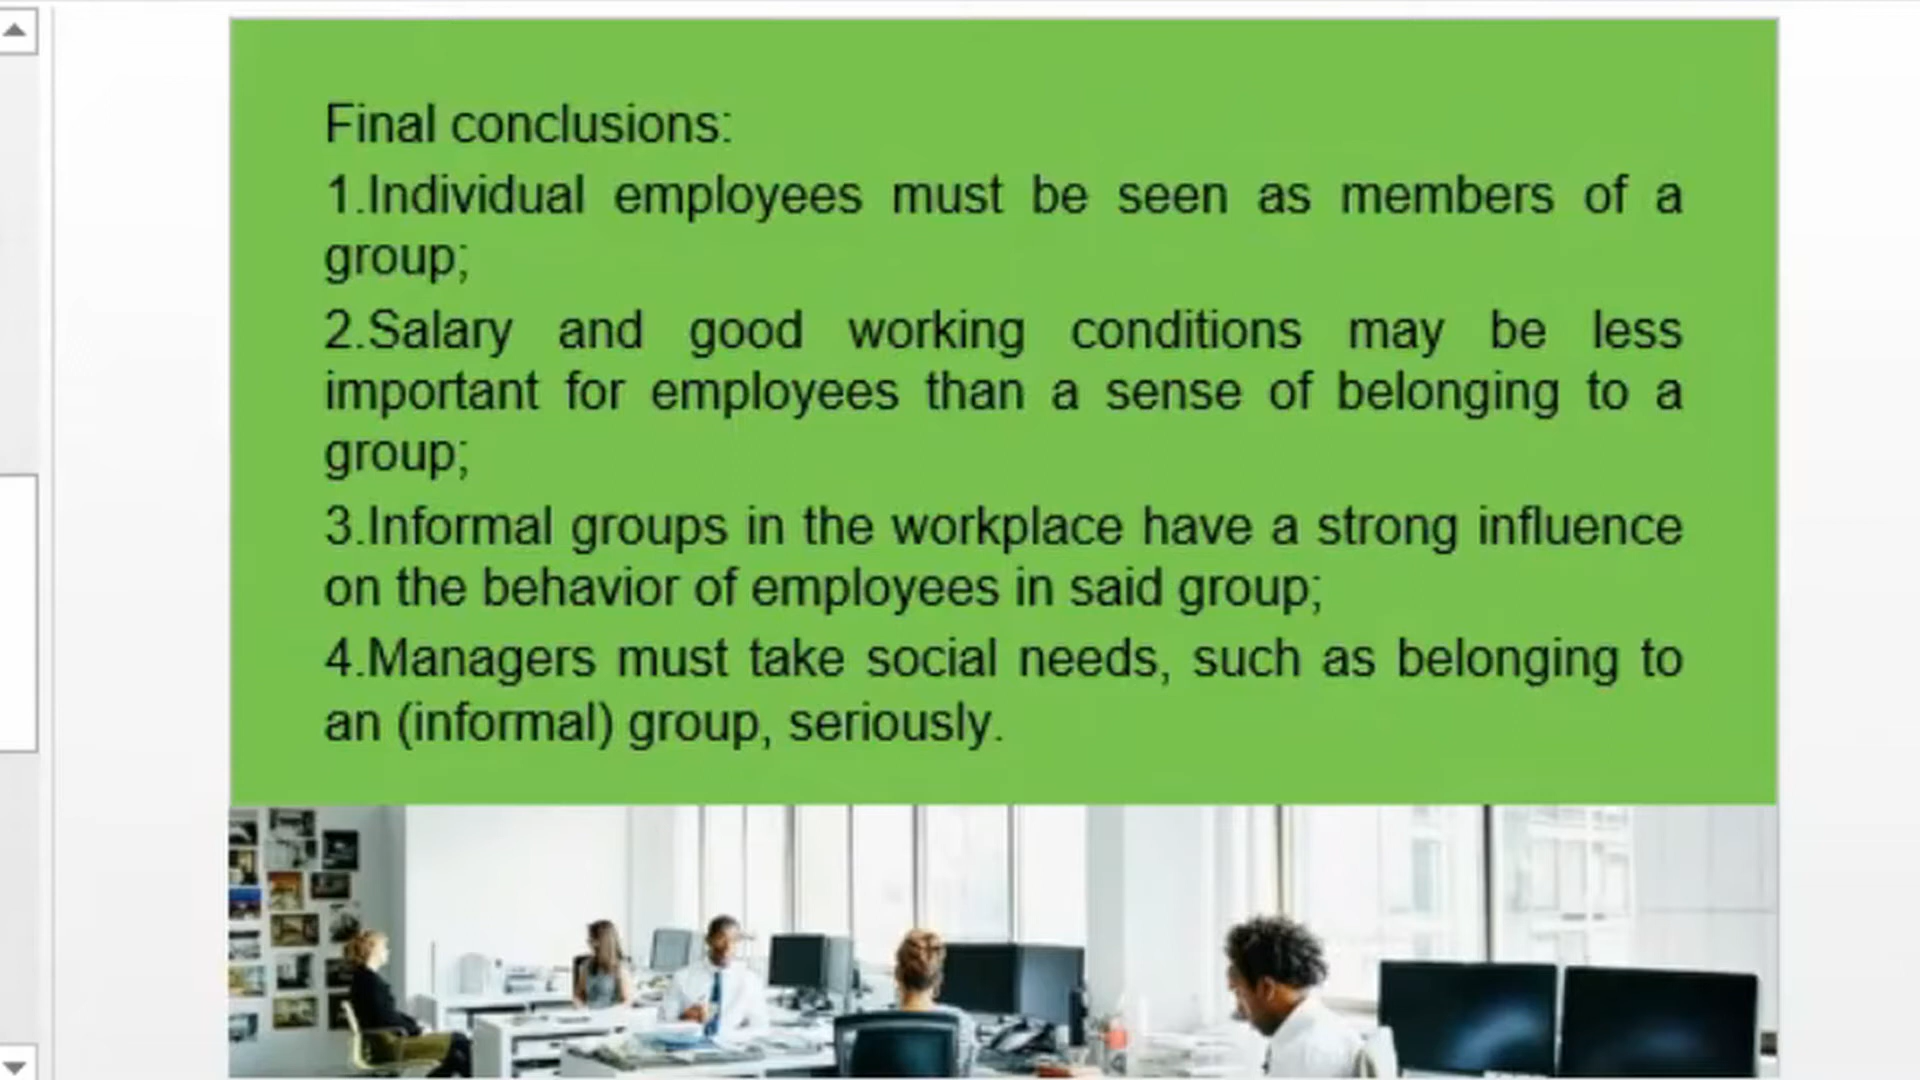 Final conclusions:
1.Individual employees must be seen as members of a
group;
2.Salary and good working conditions may be less
important for employees than a sense of belonging to a
group;
3.Informal groups in the workplace have a strong influence
on the behavior of employees in said group;
4.Managers must take social needs, such as belonging to
an (informal) group, seriously.